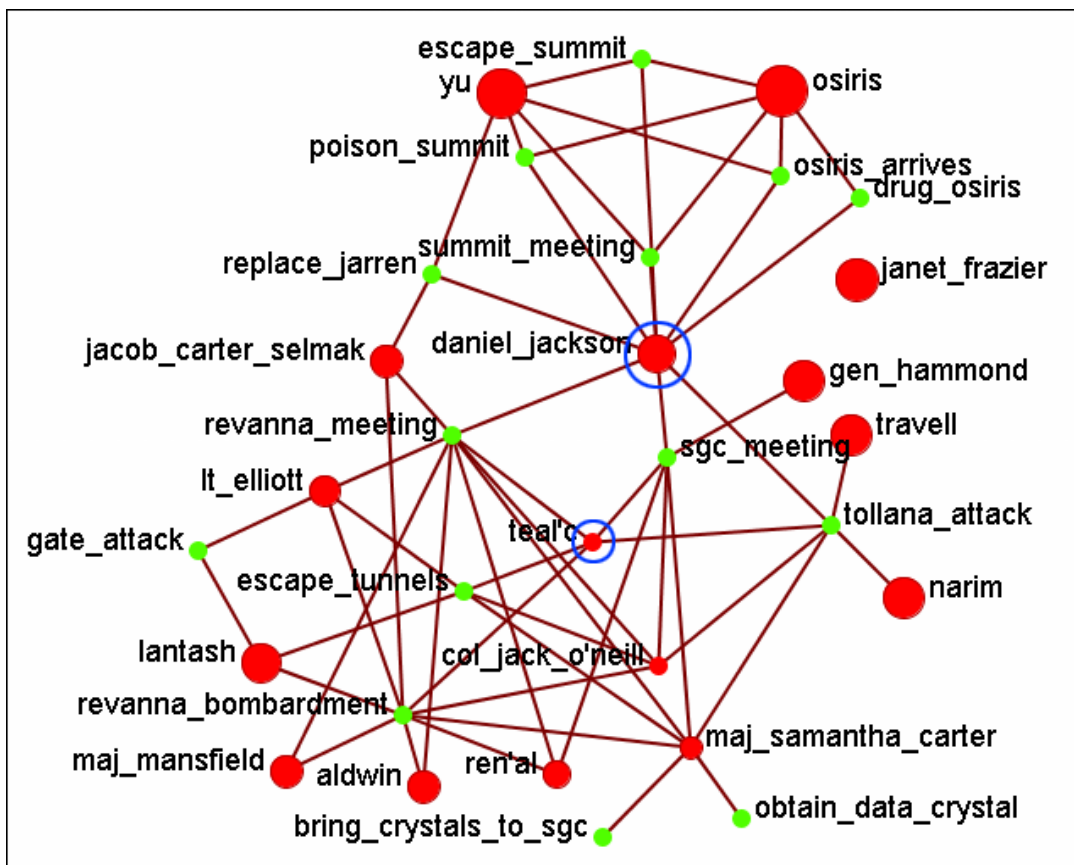 escape_summit
yu
osiris
poison_summit
osiris_arrives
drug_osiris
summit_meeting
replace_jarren
janet_frazier
daniel_jackson
jacob_carter_selmak
gen_hammond
revanna_meeting
travell
sgc_meeting
lt_elliott
tollana_attack
teal'c
gate_attack
escape_tunnels
narim
lantash
col_jack_o'neill
revanna_bombardment
maj_samantha_carter
maj_mansfield
aldwin
ren'al
bring_crystals_to_sgc
obtain_data_crystal